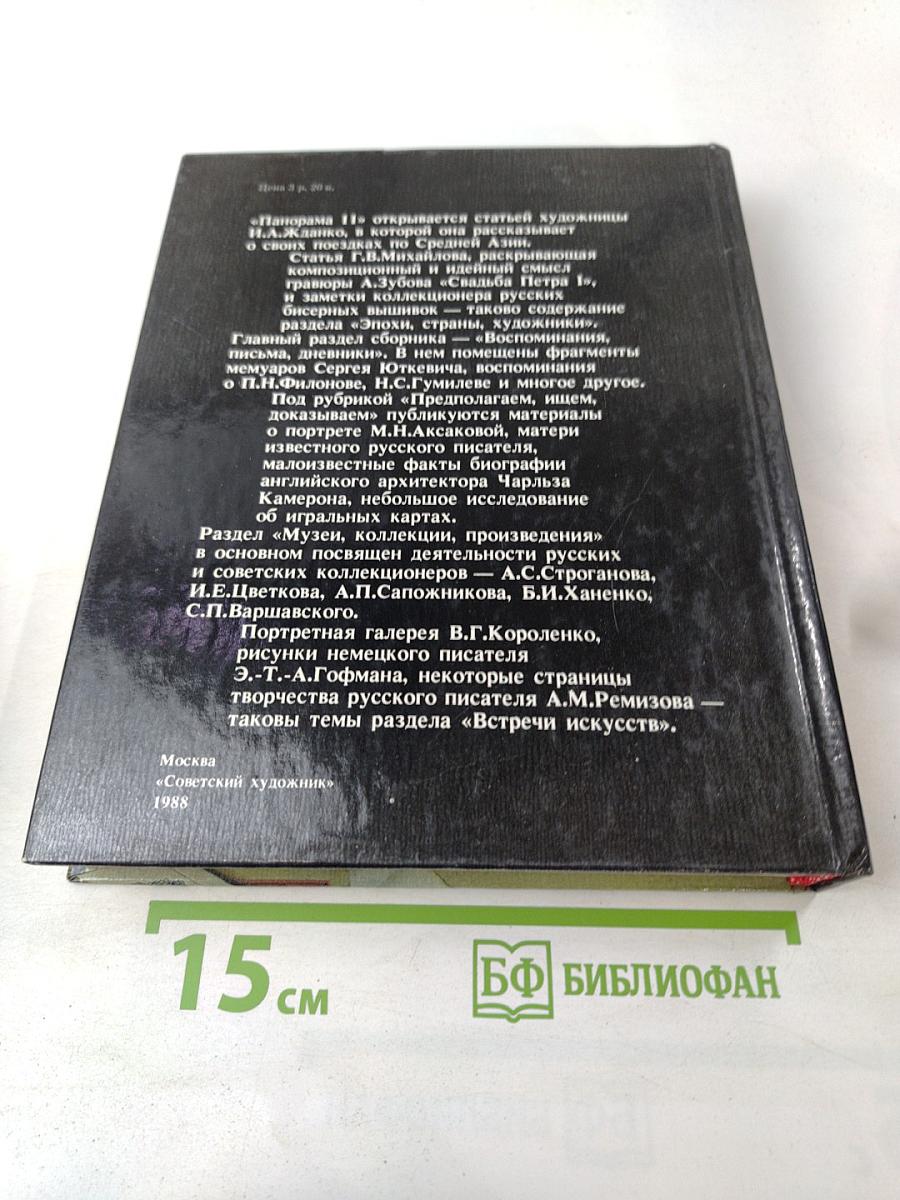 Цена 3 р. 20 к.
«Панорама 11» открывается статьей художницы
И.А.Жданко, в которой она рассказывает
о своих поездках по Средней Азии.
Статья Г.В.Михайлова, раскрывающая
композиционный и идейный смысл
гравюры А.Зубова «Свадьба Петра I»,
и заметки коллекционера русских
бисерных вышивок — таково содержание
раздела «Эпохи, страны, художники».
Главный раздел сборника — «Воспоминания,
письма, дневники». В нем помещены фрагменты
мемуаров Сергея Юткевича, воспоминания
о П.Н.Филонове, Н.С.Гумилеве и многое другое.
Под рубрикой «Предполагаем, ищем,
доказываем» публикуются материалы
о портрете М.Н.Аксаковой, матери
известного русского писателя,
малоизвестные факты биографии
английского архитектора Чарльза
Камерона, небольшое исследование
об игральных картах.
Раздел «Музеи, коллекции, произведения»
в основном посвящен деятельности русских
и советских коллекционеров — А.С.Строганова,
И.Е.Цветкова, А.П.Сапожникова, Б.И.Ханенко,
С.П.Варшавского.
Портретная галерея В.Г.Короленко,
рисунки немецкого писателя
Э.-Т.-А.Гофмана, некоторые страницы
творчества русского писателя А.М.Ремизова —
таковы темы раздела «Встречи искусств».
Москва
«Советский художник»
1988
15 см
БФ БИБЛИОФАН